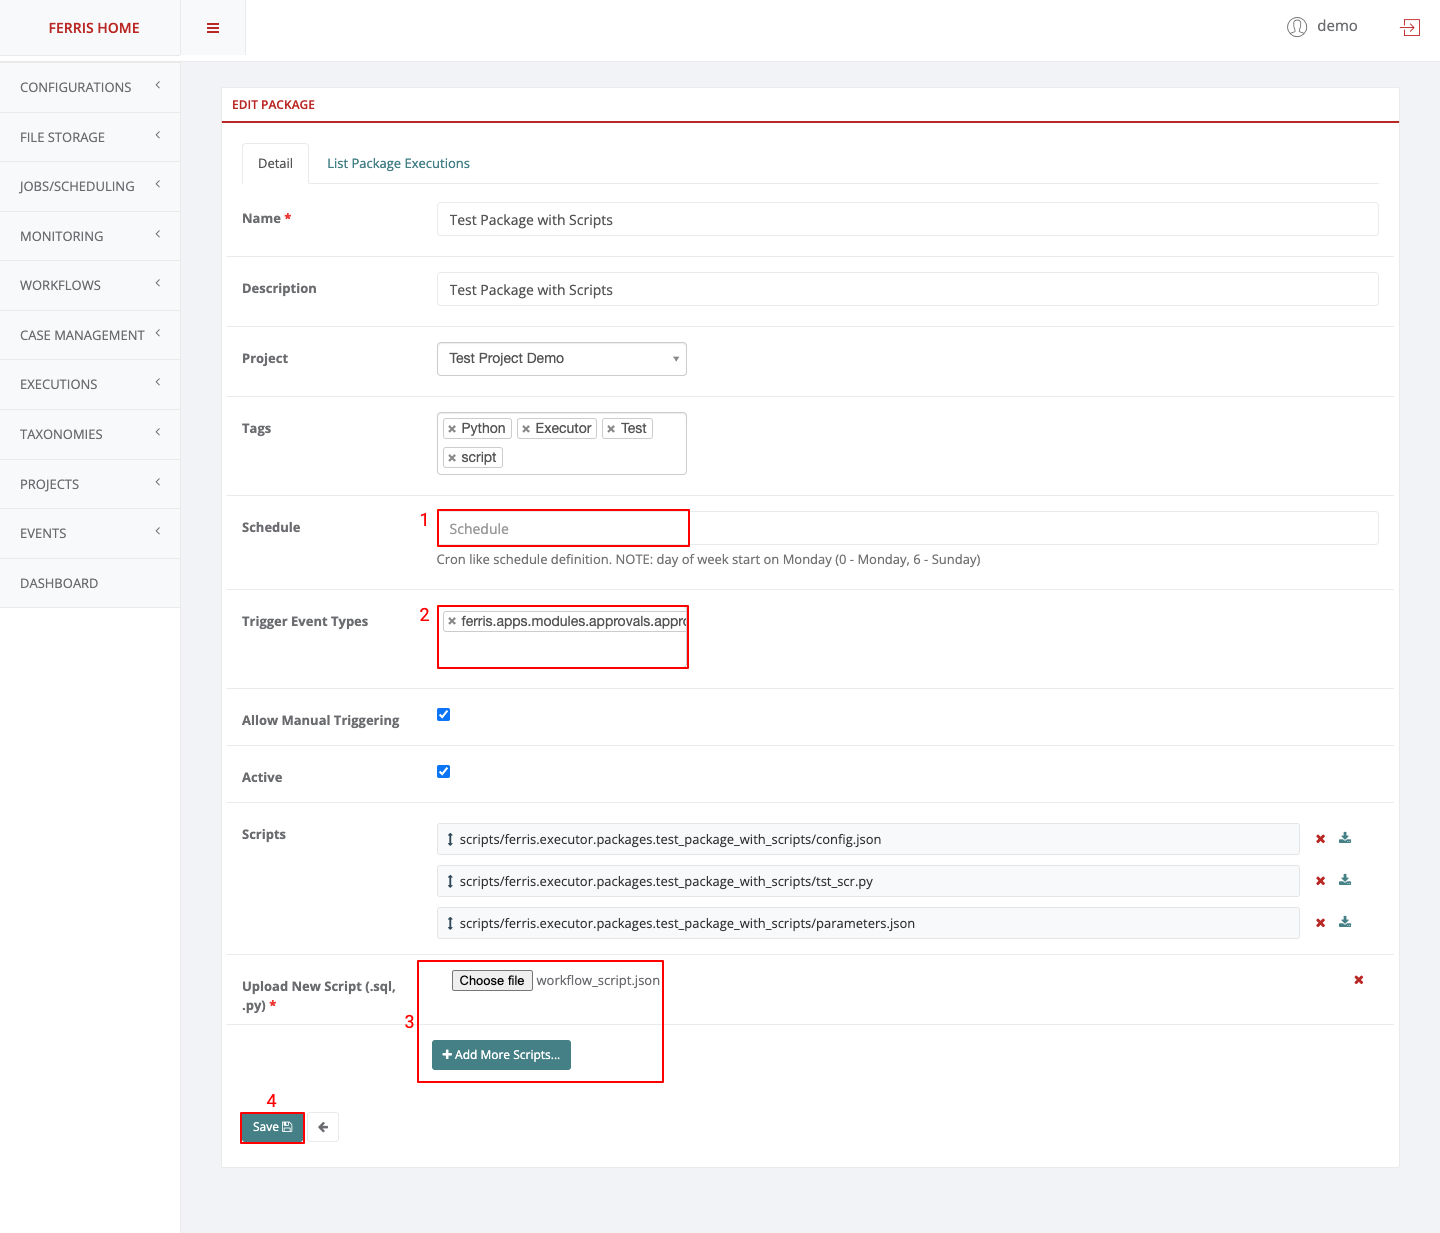 FERRIS HOME
demo
CONFIGURATIONS
FILE STORAGE
JOBS/SCHEDULING
MONITORING
WORKFLOWS
CASE MANAGEMENT
EXECUTIONS
TAXONOMIES
PROJECTS
EVENTS
DASHBOARD
EDIT PACKAGE
Detail
List Package Executions
Name *
Test Package with Scripts
Description
Test Package with Scripts
Project
Test Project Demo
Tags
× Python × Executor × Test
× script
Schedule
1
Schedule
Cron like schedule definition. NOTE: day of week start on Monday (0 - Monday, 6 - Sunday)
Trigger Event Types
2
× ferris.apps.modules.approvals.appro
Allow Manual Triggering
Active
Scripts
scripts/ferris.executor.packages.test_package_with_scripts/config.json
scripts/ferris.executor.packages.test_package_with_scripts/tst_scr.py
scripts/ferris.executor.packages.test_package_with_scripts/parameters.json
Upload New Script (.sql,
.py) *
3
Choose file workflow_script.json
+ Add More Scripts...
4
Save